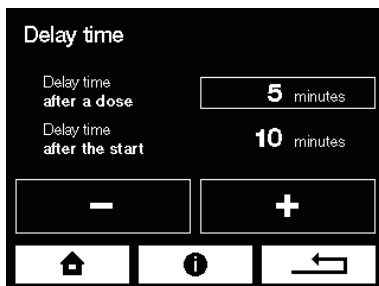 Delay time
Delay time
after a dose
5 minutes
Delay time
after the start
10 minutes
− +
i